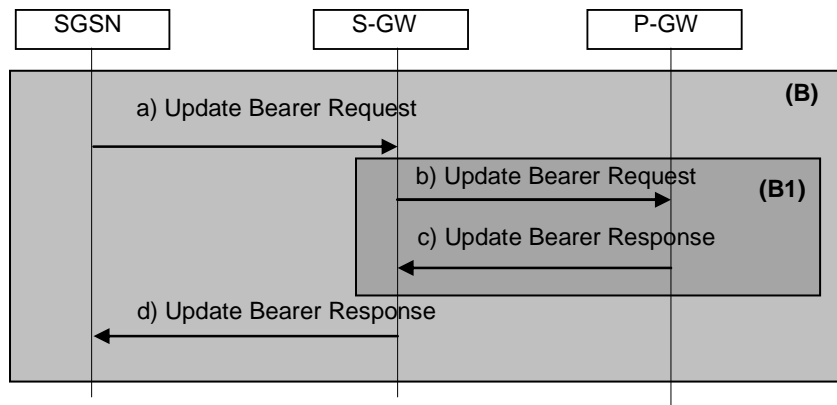 SGSN
S-GW
P-GW
(B)
a) Update Bearer Request
b) Update Bearer Request
(B1)
c) Update Bearer Response
d) Update Bearer Response